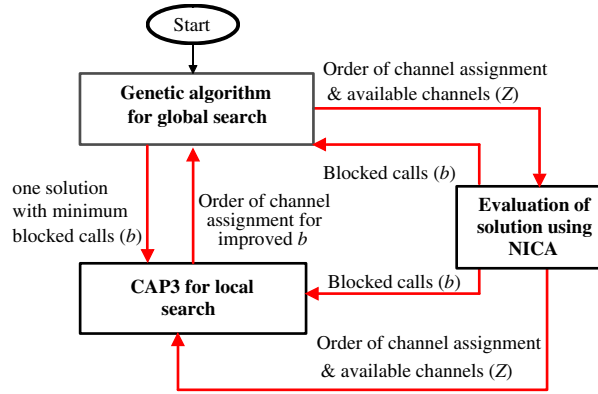 Start
Order of channel assignment
& available channels (Z)
Genetic algorithm
for global search
Blocked calls (b)
one solution
with minimum
blocked calls (b)
Order of channel
assignment for
improved b
Evaluation of
solution using
NICA
CAP3 for local
search
Blocked calls (b)
Order of channel assignment
& available channels (Z)